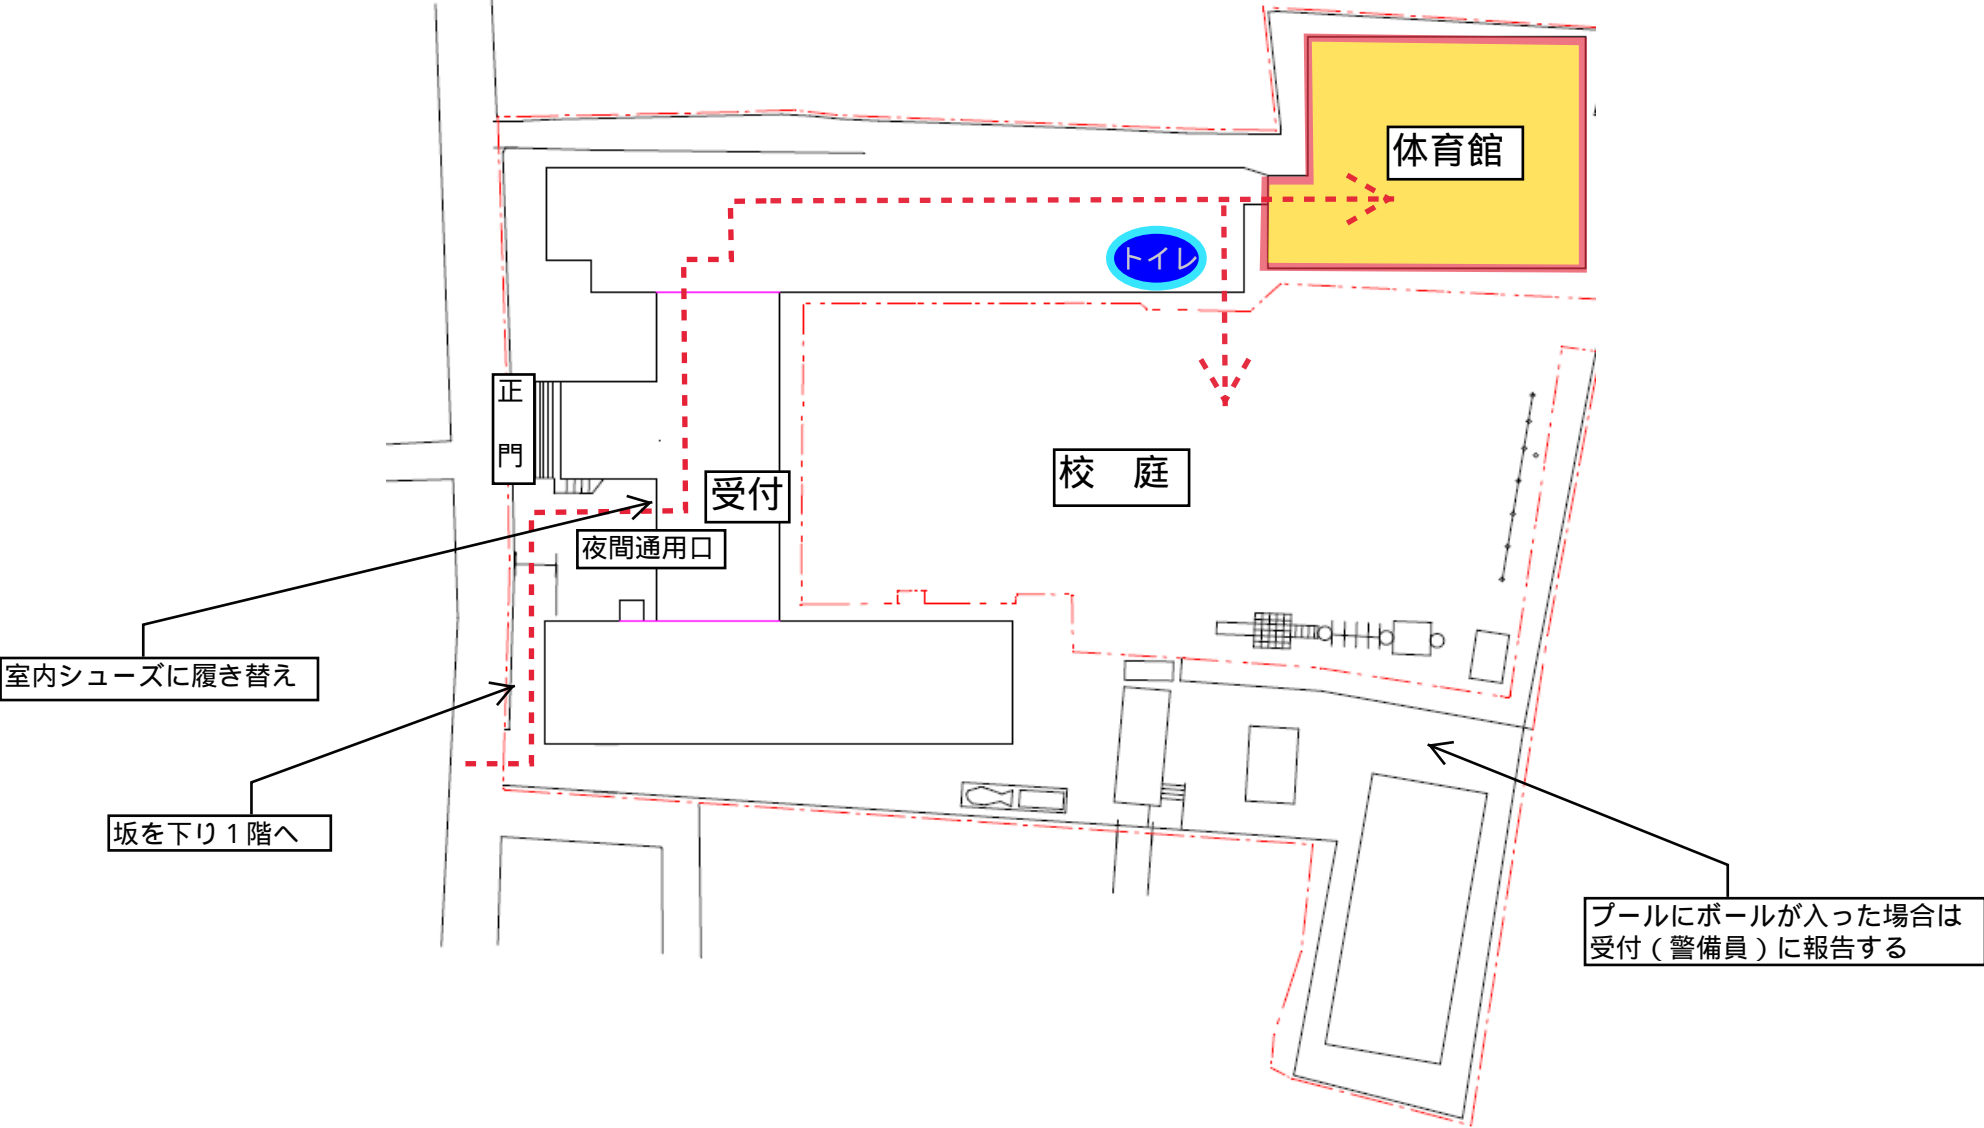 体育館
トイレ
正
門
受付
校　庭
夜間通用口
室内シューズに履き替え
坂を下り１階へ
プールにボールが入った場合は
受付（警備員）に報告する